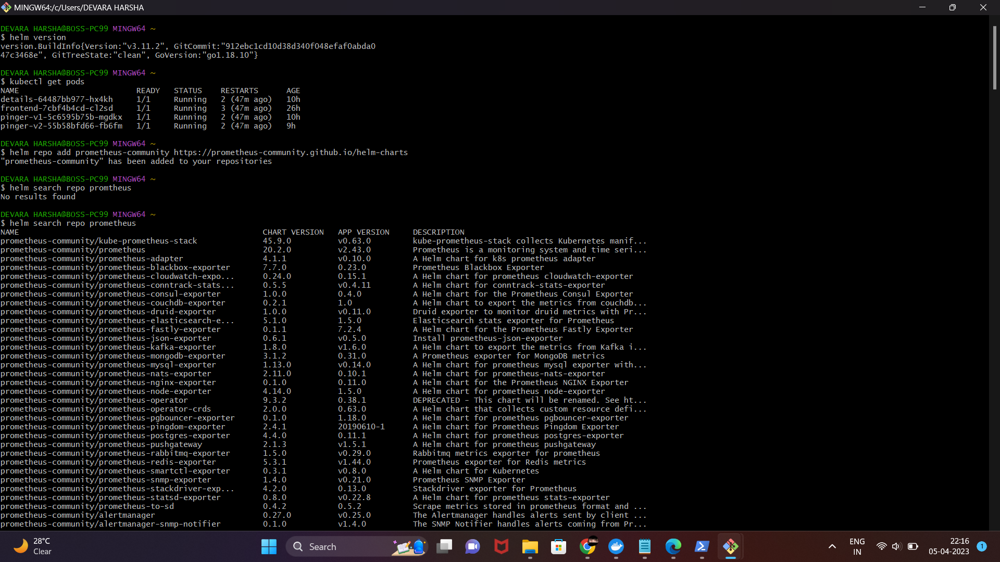 MINGW64:/c/Users/DEVARA HARSHA
DEVARA HARSHA@BOSS-PC99 MINGW64 ~
$ helm version
version.BuildInfo{Version:"v3.11.2", GitCommit:"912ebc1cd10d38d340f048efaf0abda0
47c3468e", GitTreeState:"clean", GoVersion:"go1.18.10"}
DEVARA HARSHA@BOSS-PC99 MINGW64 ~
$ kubectl get pods
NAME READY STATUS RESTARTS AGE
details-64487bb977-hx4kh 1/1 Running 2 (47m ago) 10h
frontend-7cbf4b4cd-cl2sd 1/1 Running 3 (47m ago) 26h
pinger-v1-5c6595b75b-mgdkx 1/1 Running 2 (47m ago) 10h
pinger-v2-55b58bfd66-fb6fm 1/1 Running 2 (47m ago) 9h
DEVARA HARSHA@BOSS-PC99 MINGW64 ~
$ helm repo add prometheus-community https://prometheus-community.github.io/helm-charts
"prometheus-community" has been added to your repositories
DEVARA HARSHA@BOSS-PC99 MINGW64 ~
$ helm search repo promtheus
No results found
DEVARA HARSHA@BOSS-PC99 MINGW64 ~
$ helm search repo prometheus
NAME CHART VERSION APP VERSION DESCRIPTION
prometheus-community/kube-prometheus-stack 45.9.0 v0.63.0 kube-prometheus-stack collects Kubernetes manif...
prometheus-community/prometheus 20.2.0 v2.43.0 Prometheus is a monitoring system and time seri...
prometheus-community/prometheus-adapter 4.1.1 v0.10.0 A Helm chart for k8s prometheus adapter
prometheus-community/prometheus-blackbox-exporter 7.7.0 0.23.0 Prometheus Blackbox Exporter
prometheus-community/prometheus-cloudwatch-expo... 0.24.0 0.15.1 A Helm chart for prometheus cloudwatch-exporter
prometheus-community/prometheus-conntrack-stats... 0.5.5 v0.4.11 A Helm chart for conntrack-stats-exporter
prometheus-community/prometheus-consul-exporter 1.0.0 0.4.0 A Helm chart for the Prometheus Consul Exporter
prometheus-community/prometheus-couchdb-exporter 0.2.1 1.0 A Helm chart to export the metrics from couchdb...
prometheus-community/prometheus-druid-exporter 1.0.0 v0.11.0 Druid exporter to monitor druid metrics with Pr...
prometheus-community/prometheus-elasticsearch-e... 5.1.0 1.5.0 Elasticsearch stats exporter for Prometheus
prometheus-community/prometheus-fastly-exporter 0.1.1 7.2.4 A Helm chart for the Prometheus Fastly Exporter
prometheus-community/prometheus-json-exporter 0.6.1 v0.5.0 Install prometheus-json-exporter
prometheus-community/prometheus-kafka-exporter 1.8.0 v1.6.0 A Helm chart to export the metrics from Kafka i...
prometheus-community/prometheus-mongodb-exporter 3.1.2 0.31.0 A Prometheus exporter for MongoDB metrics
prometheus-community/prometheus-mysql-exporter 1.13.0 v0.14.0 A Helm chart for prometheus mysql exporter with...
prometheus-community/prometheus-nats-exporter 2.11.0 0.10.1 A Helm chart for prometheus-nats-exporter
prometheus-community/prometheus-nginx-exporter 0.1.0 0.11.0 A Helm chart for the Prometheus NGINX Exporter
prometheus-community/prometheus-node-exporter 4.14.0 1.5.0 A Helm chart for prometheus node-exporter
prometheus-community/prometheus-operator 9.3.2 0.38.1 DEPRECATED - This chart will be renamed. See ht...
prometheus-community/prometheus-operator-crds 2.0.0 0.63.0 A Helm chart that collects custom resource defi...
prometheus-community/prometheus-pgbouncer-exporter 0.1.0 1.18.0 A Helm chart for prometheus pgbouncer-exporter
prometheus-community/prometheus-pingdom-exporter 2.4.1 20190610-1 A Helm chart for Prometheus Pingdom Exporter
prometheus-community/prometheus-postgres-exporter 4.4.0 0.11.1 A Helm chart for prometheus postgres-exporter
prometheus-community/prometheus-pushgateway 2.1.3 v1.5.1 A Helm chart for prometheus pushgateway
prometheus-community/prometheus-rabbitmq-exporter 1.5.0 v0.29.0 Rabbitmq metrics exporter for prometheus
prometheus-community/prometheus-redis-exporter 5.3.1 v1.44.0 Prometheus exporter for Redis metrics
prometheus-community/prometheus-smartctl-exporter 0.3.1 v0.8.0 A Helm chart for Kubernetes
prometheus-community/prometheus-snmp-exporter 1.4.0 v0.21.0 Prometheus SNMP Exporter
prometheus-community/prometheus-stackdriver-exp... 4.2.0 0.13.0 Stackdriver exporter for Prometheus
prometheus-community/prometheus-statsd-exporter 0.8.0 v0.22.8 A Helm chart for prometheus stats-exporter
prometheus-community/prometheus-to-sd 0.4.2 0.5.2 Scrape metrics stored in prometheus format and ...
prometheus-community/alertmanager 0.27.0 v0.25.0 The Alertmanager handles alerts sent by client ...
prometheus-community/alertmanager-snmp-notifier 0.1.0 v1.4.0 The SNMP Notifier handles alerts coming from Pr...
28°C
Clear
Search
ENG
IN
22:16
05-04-2023
1